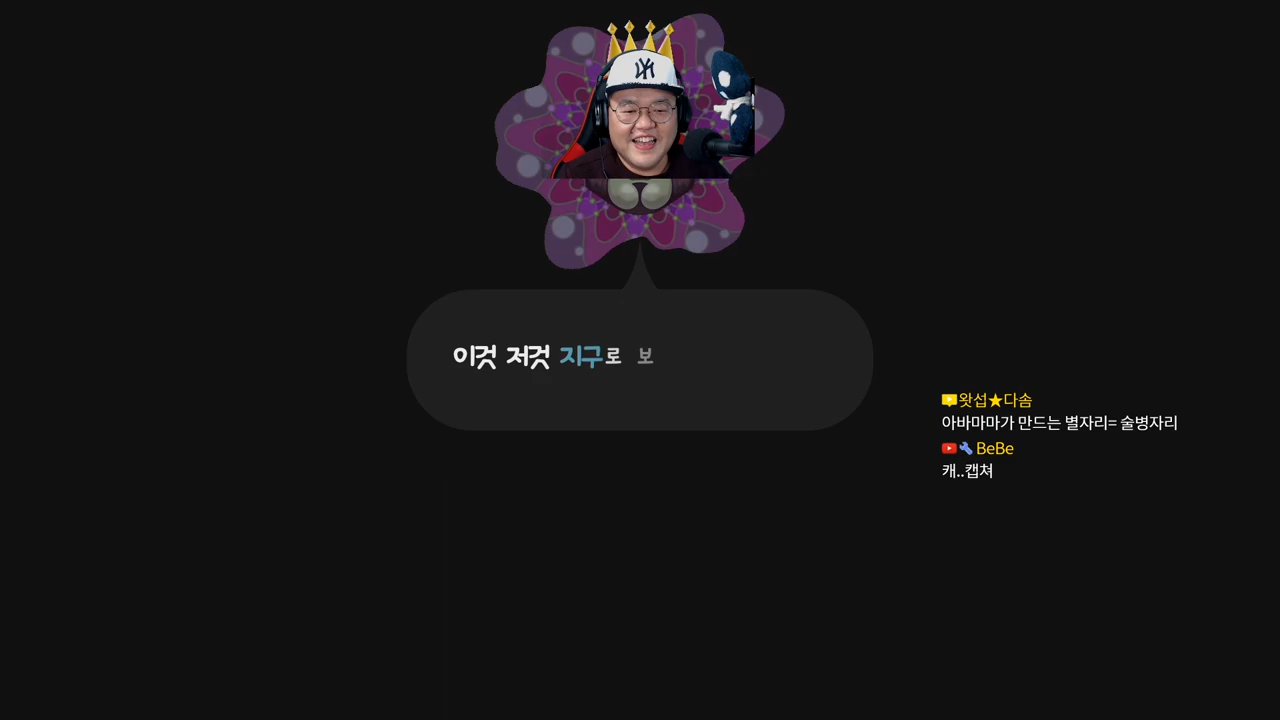 이것 저것 지구로 보
왓섭★다솜
아바마마가 만드는 별자리= 술병자리
BeBe
캐..캡쳐